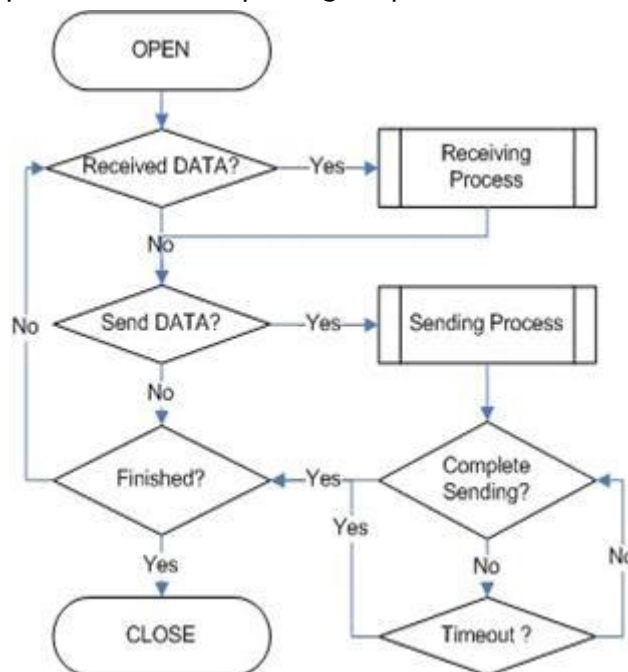 OPEN
Received DATA?
Yes
Receiving
Process
No
Send DATA?
Yes
Sending Process
No
No
Finished?
Yes
Complete
Sending?
Yes
Yes
No
No
CLOSE
Timeout ?